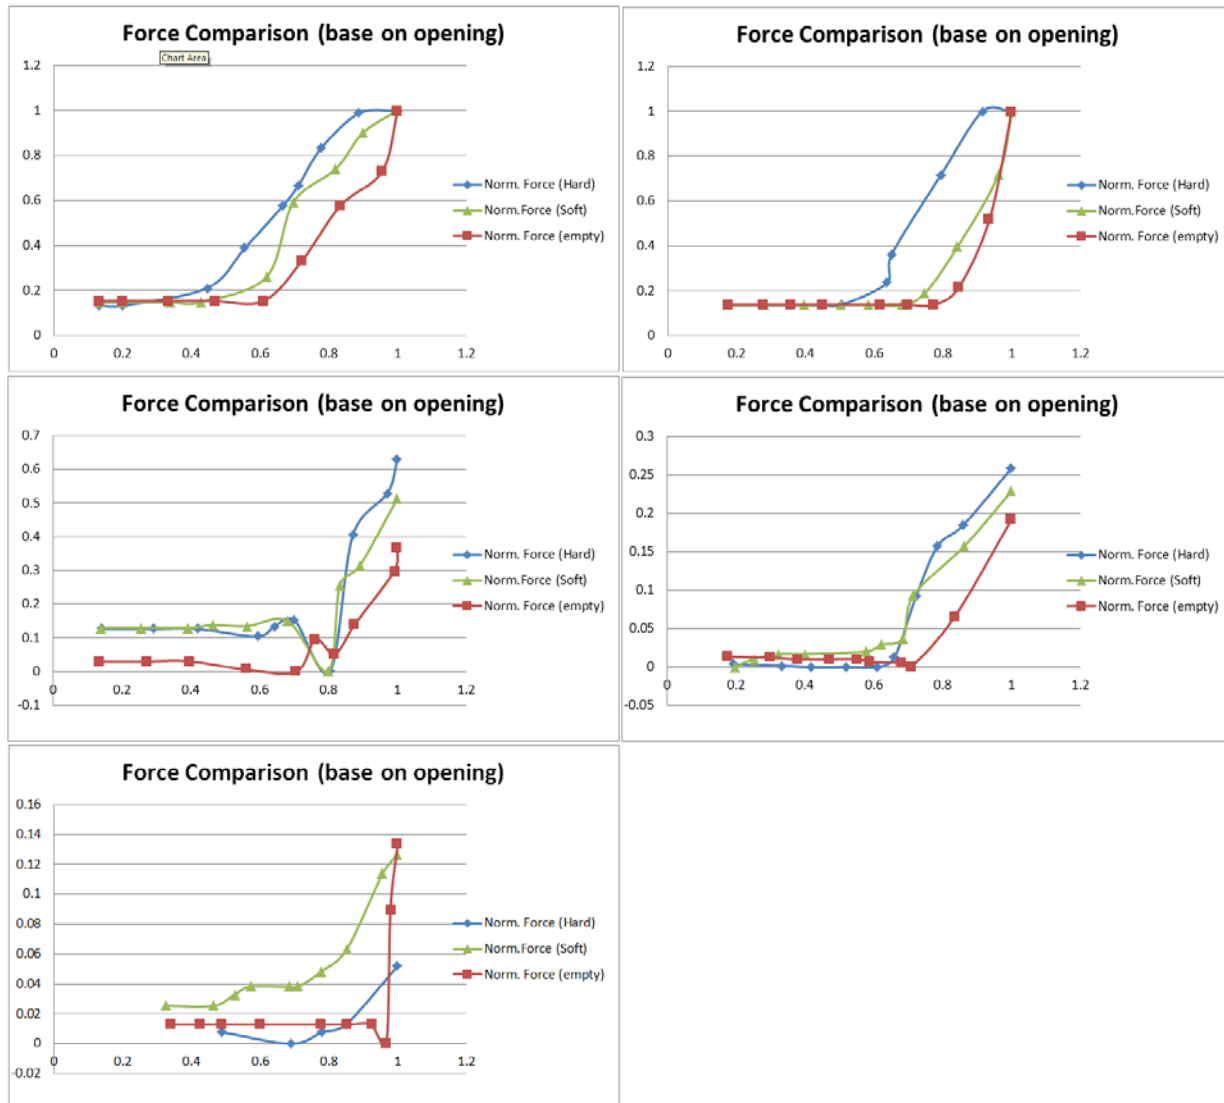 Force Comparison (base on opening)
Chart Area
1.2
1
0.8
0.6
0.4
0.2
0
0 0.2 0.4 0.6 0.8 1 1.2
Norm. Force (Hard)
Norm.Force (Soft)
Norm. Force (empty)
Force Comparison (base on opening)
1.2
1
0.8
0.6
0.4
0.2
0
0 0.2 0.4 0.6 0.8 1 1.2
Norm. Force (Hard)
Norm.Force (Soft)
Norm. Force (empty)
Force Comparison (base on opening)
0.7
0.6
0.5
0.4
0.3
0.2
0.1
0
-0.1
0 0.2 0.4 0.6 0.8 1 1.2
Norm. Force (Hard)
Norm.Force (Soft)
Norm. Force (empty)
Force Comparison (base on opening)
0.3
0.25
0.2
0.15
0.1
0.05
0
-0.05
0 0.2 0.4 0.6 0.8 1 1.2
Norm. Force (Hard)
Norm.Force (Soft)
Norm. Force (empty)
Force Comparison (base on opening)
0.16
0.14
0.12
0.1
0.08
0.06
0.04
0.02
0
-0.02
0 0.2 0.4 0.6 0.8 1 1.2
Norm. Force (Hard)
Norm.Force (Soft)
Norm. Force (empty)